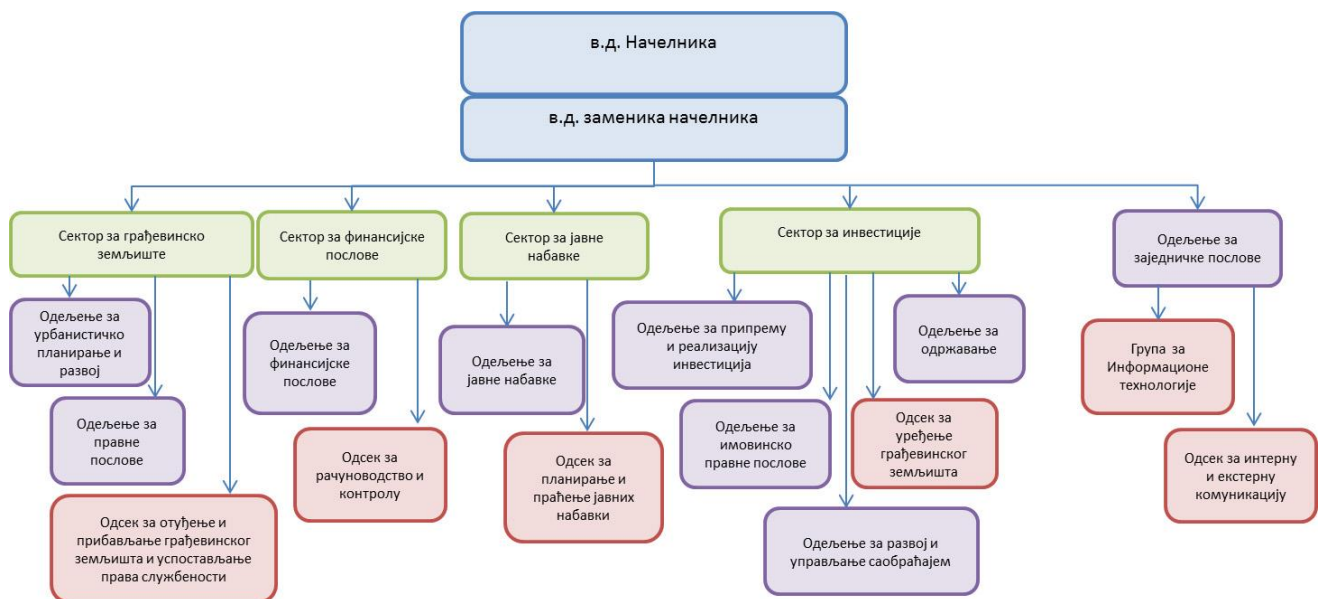 в.д. Начелника
в.д. заменика начелника
Сектор за грађевинско
земљиште
Сектор за финансијске
послове
Сектор за јавне
набавке
Сектор за инвестиције
Одељење за
заједничке послове
Одељење за
урбанистичко
планирање и
развој
Одељење за
правне
послове
Одсек за отуђење и
прибављање грађевинског
земљишта и успостављање
права службености
Одељење за
финансијске
послове
Одсек за
рачуноводство и
контролу
Одељење за
јавне набавке
Одсек за
планирање и
праћење јавних
набавки
Одељење за припрему
и реализацију
инвестиција
Одељење за
имовинско
правне послове
Одељење за развој и
управљање саобраћајем
Одсек за
уређење
грађевинског
земљишта
Одељење за
одржавање
Група за
Информационе
технологије
Одсек за интерну
и екстерну
комуникацију